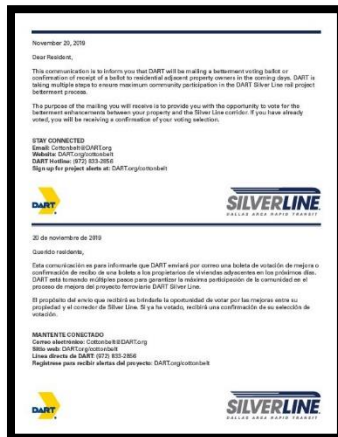 November 20, 2019
Dear Resident,
This communication is to inform you that DART will be mailing a betterment voting ballot or
confirmation of receipt of a ballot to residential adjacent property owners in the coming days. DART is
taking multiple steps to ensure maximum community participation in the DART Silver Line rail project
betterment process.
The purpose of the mailing you will receive is to provide you with the opportunity to vote for the
betterment enhancements between your property and the Silver Line corridor. If you have already
voted, you will be receiving a confirmation of your voting selection.
STAY CONNECTED
Email: Cottonbelt@DART.org
Website: DART.org/cottonbelt
DART Hotline: (972) 833-2856
Sign up for project alerts at: DART.org/cottonbelt
DART
SILVERLINE
DALLAS AREA RAPID TRANSIT
20 de noviembre de 2019
Querido residente,
Esta comunicación es para informarle que DART enviará por correo una boleta de votación de mejora o
confirmación de recibo de una boleta a los propietarios de viviendas adyacentes en los próximos días.
DART está tomando múltiples pasos para garantizar la máxima participación de la comunidad en el
proceso de mejora del proyecto ferroviario DART Silver Line.
El propósito del envío que recibirá es brindarle la oportunidad de votar por las mejoras entre su
propiedad y el corredor de Silver Line. Si ya ha votado, recibirá una confirmación de su selección de
votación.
MANTENTE CONECTADO
Correo electrónico: Cottonbelt@DART.org
Sitio web: DART.org/cottonbelt
Línea directa de DART: (972) 833-2856
Regístrese para recibir alertas del proyecto: DART.org/cottonbelt
DART
SILVERLINE
DALLAS AREA RAPID TRANSIT